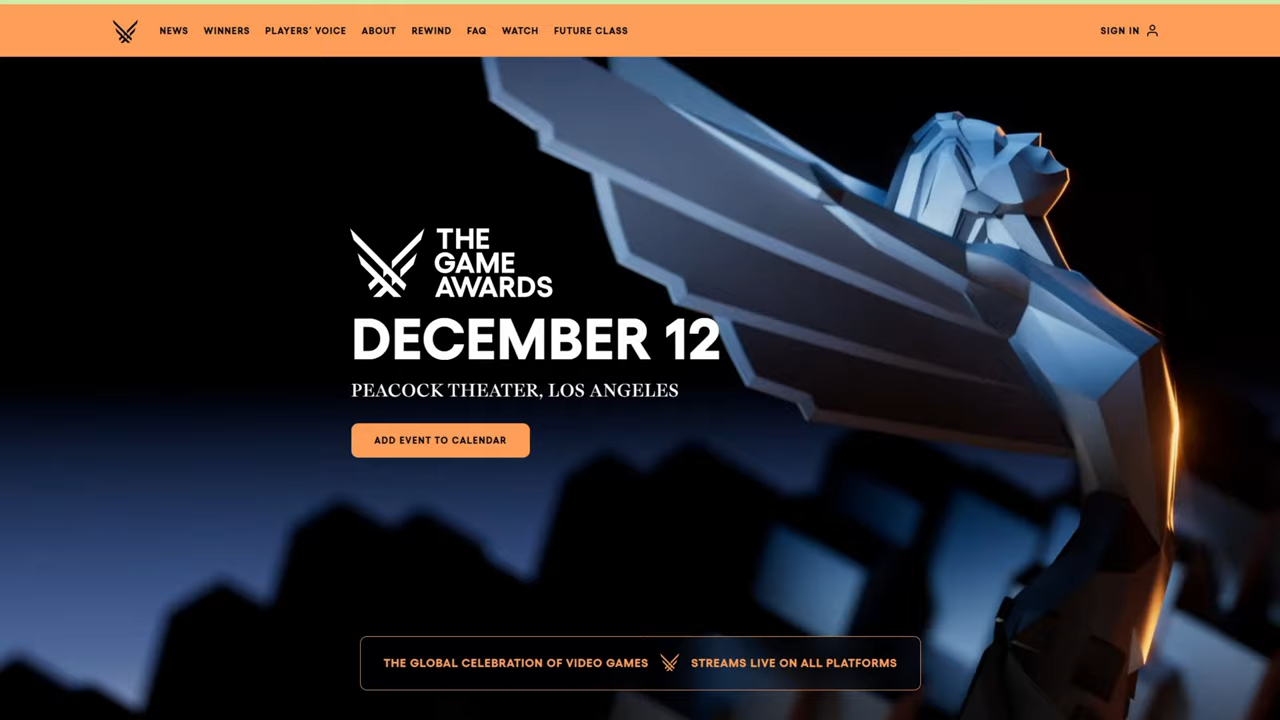 NEWS WINNERS PLAYERS' VOICE ABOUT REWIND FAQ WATCH FUTURE CLASS SIGN IN
THE
GAME
AWARDS
DECEMBER 12
PEACOCK THEATER, LOS ANGELES
ADD EVENT TO CALENDAR
THE GLOBAL CELEBRATION OF VIDEO GAMES STREAMS LIVE ON ALL PLATFORMS